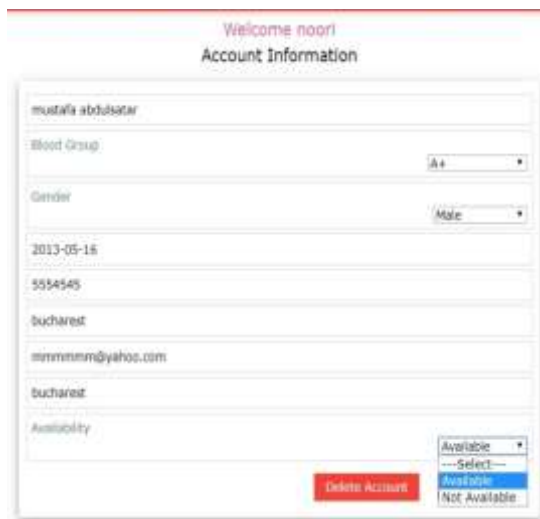 Welcome noori
Account Information
mustafa abdulsatar
Blood Group
A+
Gender
Male
2013-05-16
5554545
bucharest
mmmmmm@yahoo.com
bucharest
Availability
Available
---Select---
Available
Delete Account
Not Available